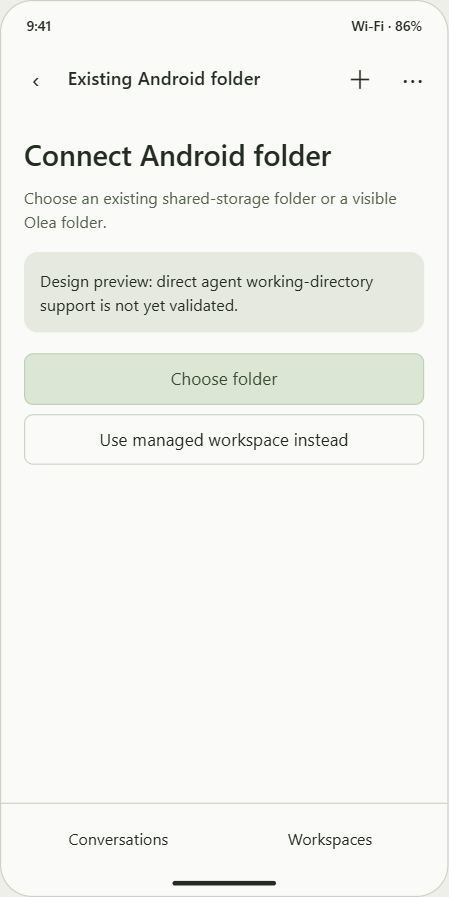 9:41
Wi-Fi · 86%
‹ Existing Android folder + ...
Connect Android folder
Choose an existing shared-storage folder or a visible
Olea folder.
Design preview: direct agent working-directory
support is not yet validated.
Choose folder
Use managed workspace instead
Conversations
Workspaces